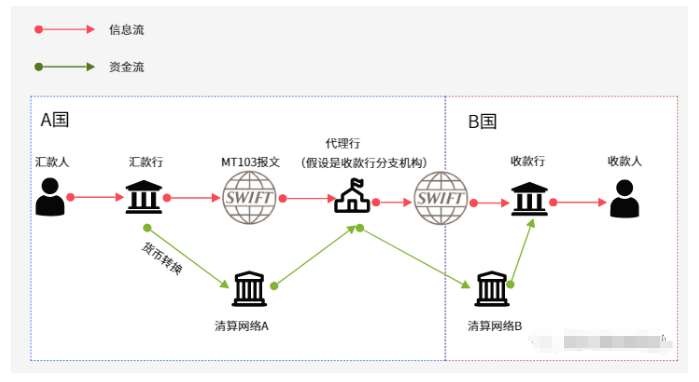 信息流
资金流
A国
B国
代理行
汇款人
汇款行
MT103报文
(假设是收款行分支机构)
收款行
收款人
SWIFT
SWIFT
货币转换
清算网络A
清算网络B